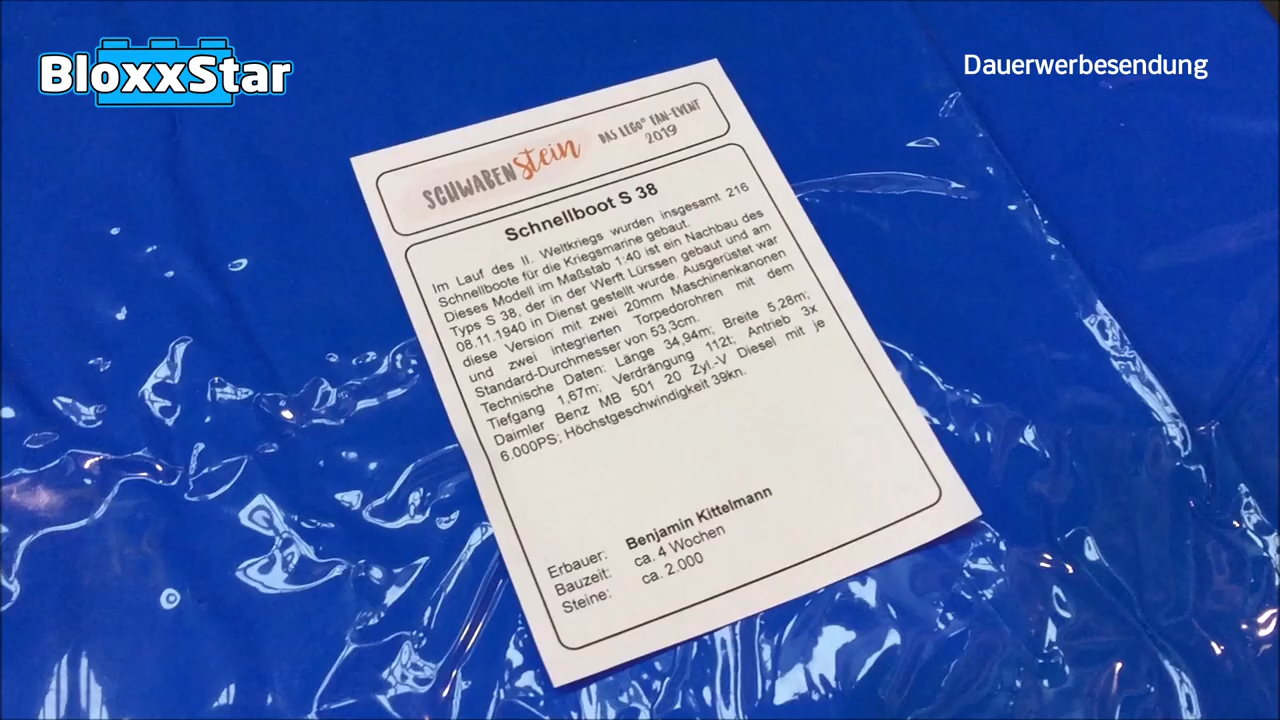 BloxxStar
Dauerwerbesendung
SCHWABENstein
DAS LEGO® FAN-EVENT
2019
Schnellboot S 38
Im Lauf des II. Weltkriegs wurden insgesamt 216
Schnellboote für die Kriegsmarine gebaut.
Dieses Modell im Maßstab 1:40 ist ein Nachbau des
Typs S 38, der in der Werft Lürssen gebaut und am
08.11.1940 in Dienst gestellt wurde. Ausgerüstet war
diese Version mit zwei 20mm Maschinenkanonen
und zwei integrierten Torpedorohren mit dem
Standard-Durchmesser von 53,3cm.
Technische Daten: Länge 34,94m; Breite 5,28m;
Tiefgang 1,67m; Verdrängung 112t; Antrieb 3x
Daimler Benz MB 501 20 Zyl.-V Diesel mit je
6.000PS; Höchstgeschwindigkeit 39kn.
Erbauer: Benjamin Kittelmann
Bauzeit: ca. 4 Wochen
Steine: ca. 2.000